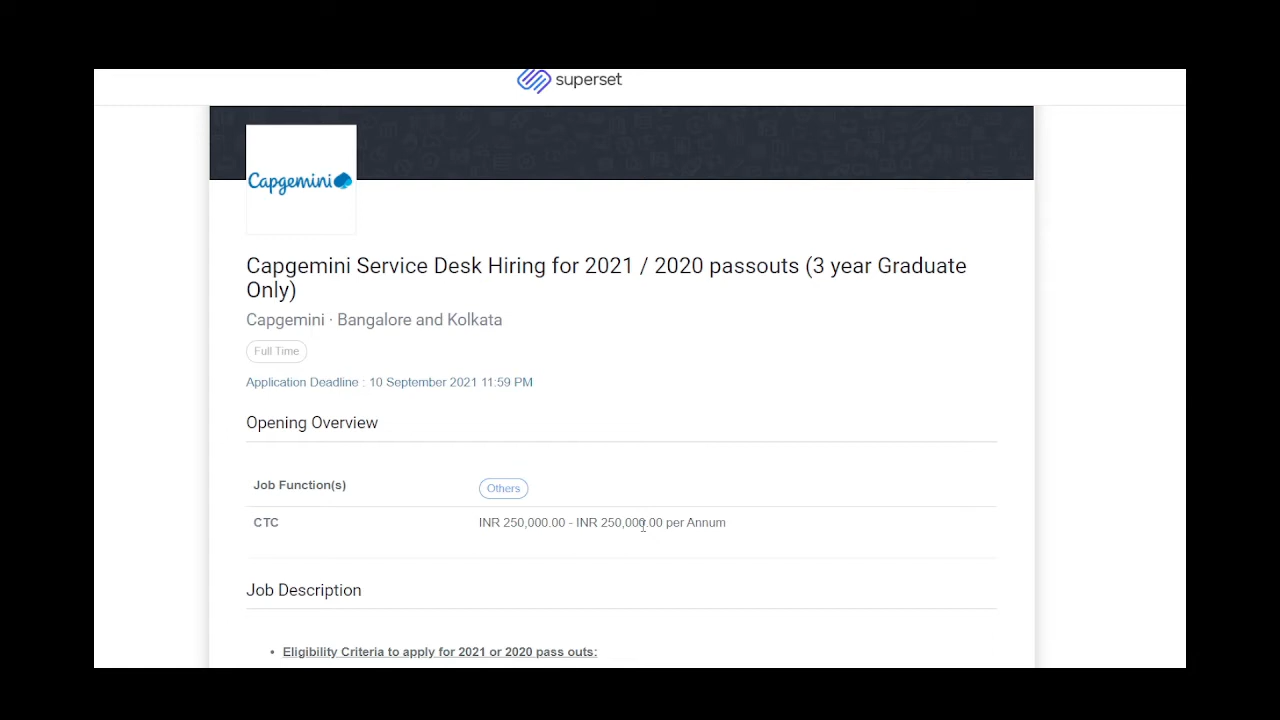 superset
Capgemini
Capgemini Service Desk Hiring for 2021 / 2020 passouts (3 year Graduate
Only)
Capgemini · Bangalore and Kolkata
Full Time
Application Deadline : 10 September 2021 11:59 PM
Opening Overview
Job Function(s) Others
CTC INR 250,000.00 - INR 250,000.00 per Annum
Job Description
• Eligibility Criteria to apply for 2021 or 2020 pass outs: